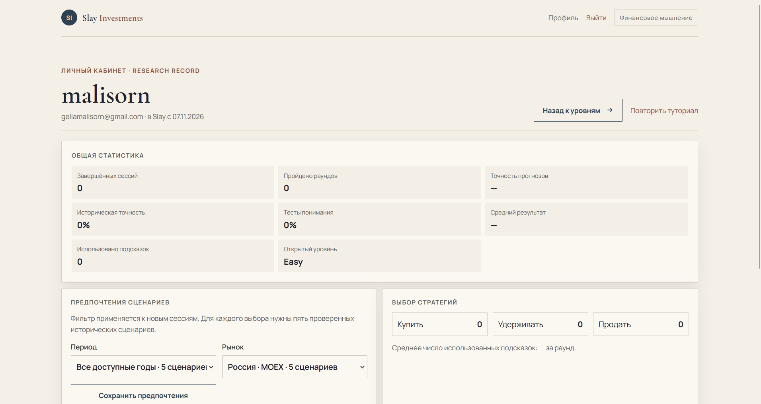 SI Slay Investments
Профиль Выйти Финансовое мышление
ЛИЧНЫЙ КАБИНЕТ · RESEARCH RECORD
malisorn
gellamalisorn@gmail.com · в Slay с 07.11.2026
Назад к уровням → Повторить туториал
ОБЩАЯ СТАТИСТИКА
Завершённых сессий
0
Пройдено раундов
0
Точность прогнозов
—
Историческая точность
0%
Тесты понимания
0%
Средний результат
—
Использовано подсказок
0
Открытый уровень
Easy
ПРЕДПОЧТЕНИЯ СЦЕНАРИЕВ
Фильтр применяется к новым сессиям. Для каждого выбора нужны пять проверенных
исторических сценариев.
Период
Все доступные годы · 5 сценариев
Рынок
Россия · MOEX · 5 сценариев
Сохранить предпочтения
ВЫБОР СТРАТЕГИЙ
Купить 0
Удерживать 0
Продать 0
Среднее число использованных подсказок: за раунд.